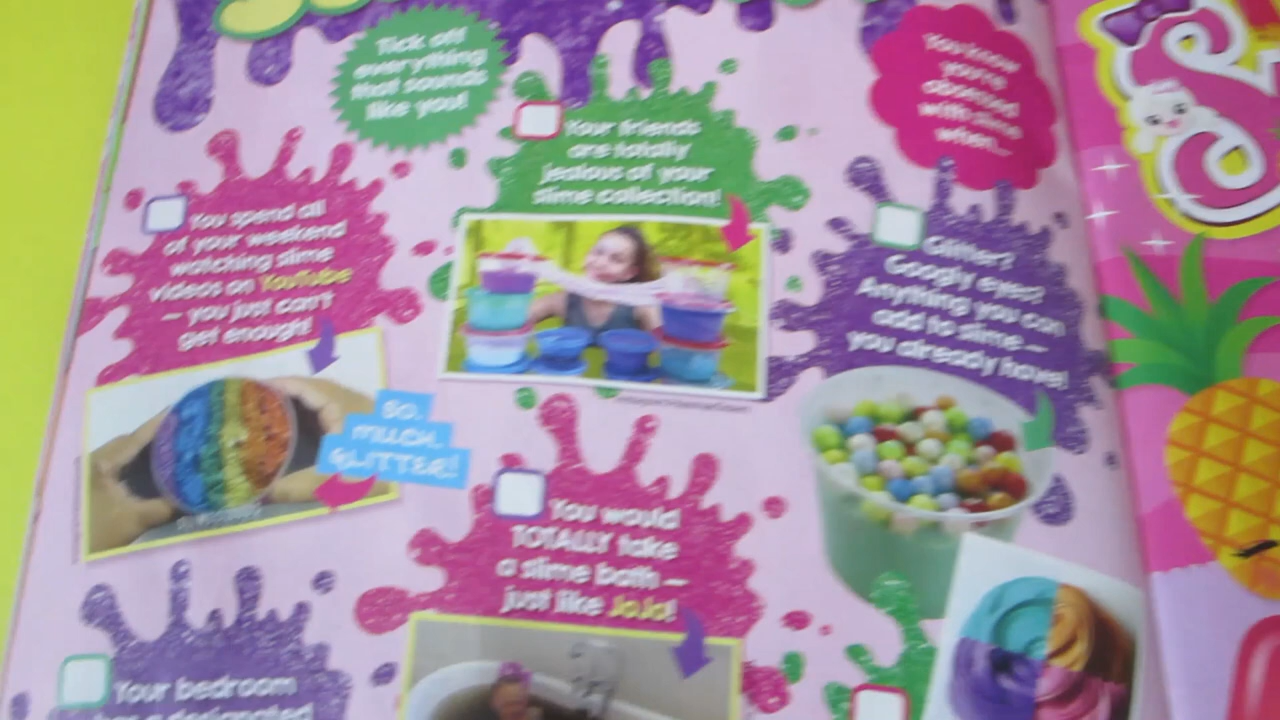 Tick off
everything
that sounds
like you!
You know
you're
obsessed
with slime
when...
Your friends
are totally
jealous of your
slime collection!
You spend all
of your weekend
watching slime
videos on YouTube
– you just can't
get enough!
Glitter?
Googly eyes?
Anything you can
add to slime –
you already have!
SO.
MUCH.
GLITTER!
You would
TOTALLY take
a slime bath –
just like JoJo!
Your bedroom
has a designated